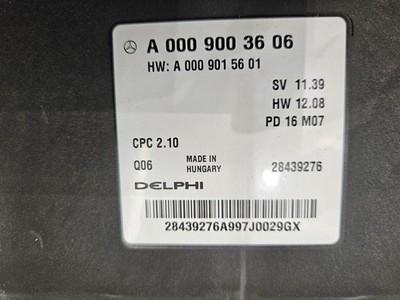 A 000 900 36 06
HW: A 000 901 56 01
SV 11.39
HW 12.08
PD 16 M07
CPC 2.10
Q06 MADE IN HUNGARY 28439276
DELPHI
28439276A997J0029GX